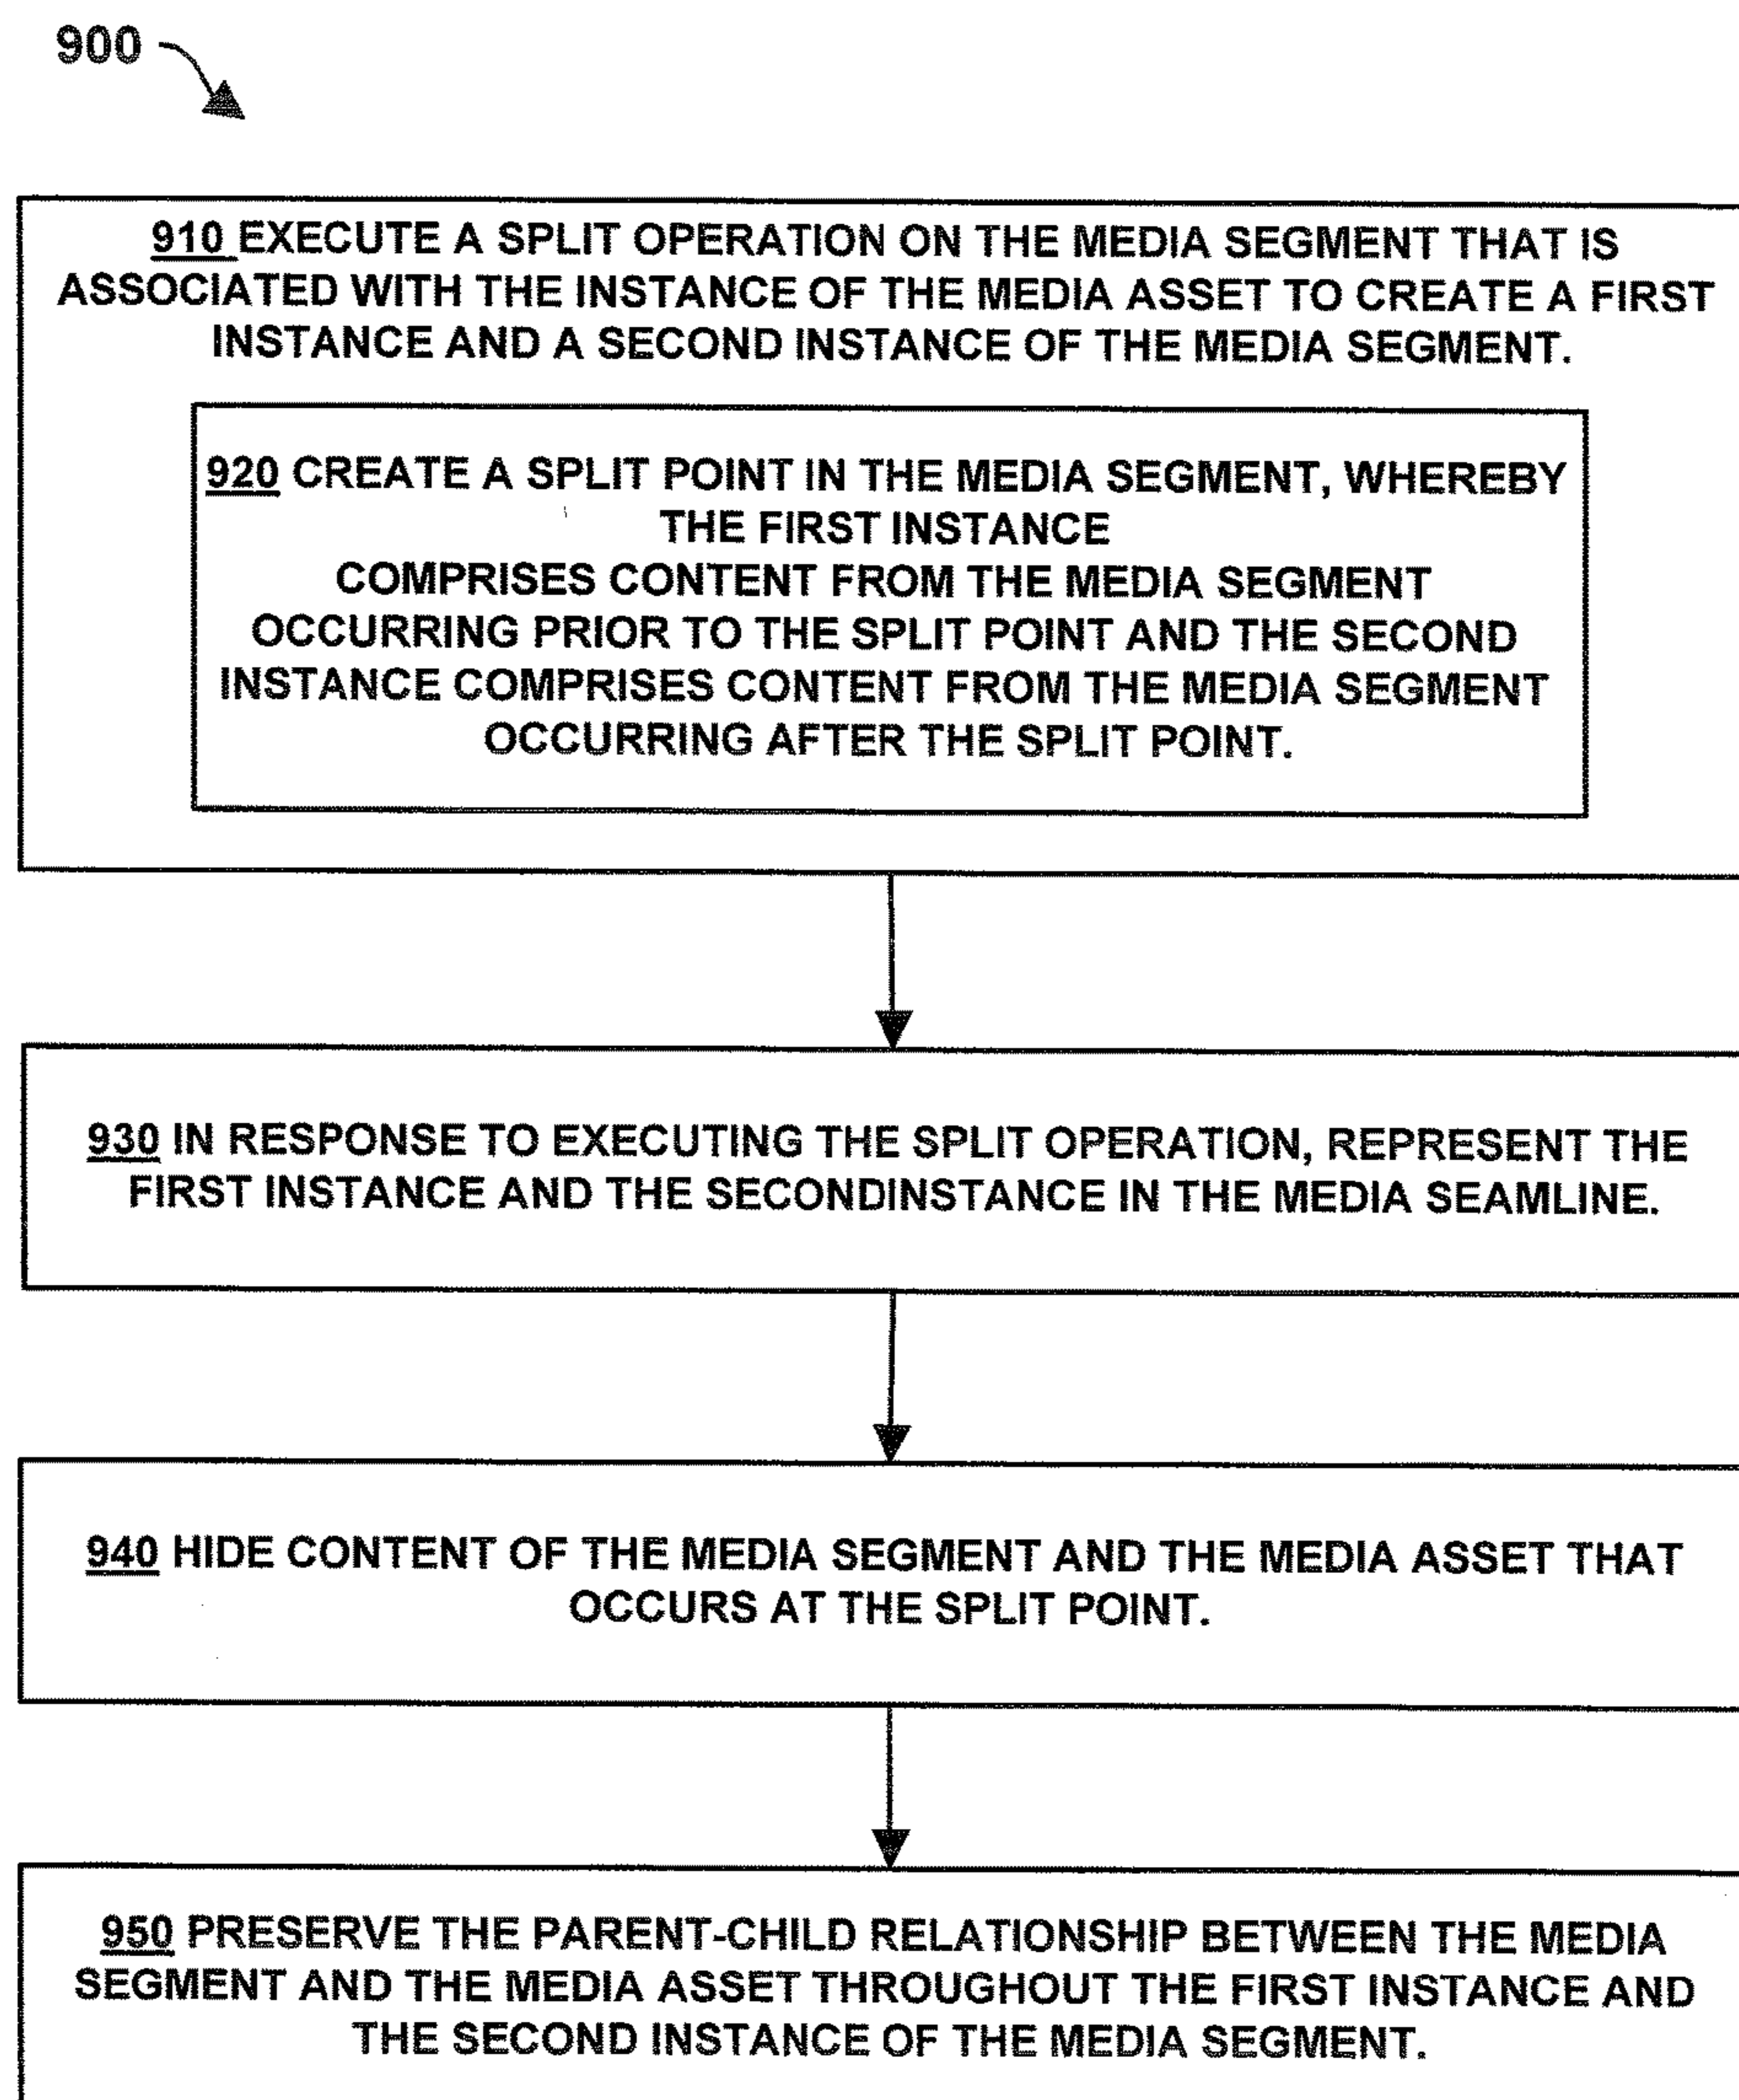 900
910 EXECUTE A SPLIT OPERATION ON THE MEDIA SEGMENT THAT IS
ASSOCIATED WITH THE INSTANCE OF THE MEDIA ASSET TO CREATE A FIRST
INSTANCE AND A SECOND INSTANCE OF THE MEDIA SEGMENT.
920 CREATE A SPLIT POINT IN THE MEDIA SEGMENT, WHEREBY
THE FIRST INSTANCE
COMPRISES CONTENT FROM THE MEDIA SEGMENT
OCCURRING PRIOR TO THE SPLIT POINT AND THE SECOND
INSTANCE COMPRISES CONTENT FROM THE MEDIA SEGMENT
OCCURRING AFTER THE SPLIT POINT.
930 IN RESPONSE TO EXECUTING THE SPLIT OPERATION, REPRESENT THE
FIRST INSTANCE AND THE SECONDINSTANCE IN THE MEDIA SEAMLINE.
940 HIDE CONTENT OF THE MEDIA SEGMENT AND THE MEDIA ASSET THAT
OCCURS AT THE SPLIT POINT.
950 PRESERVE THE PARENT-CHILD RELATIONSHIP BETWEEN THE MEDIA
SEGMENT AND THE MEDIA ASSET THROUGHOUT THE FIRST INSTANCE AND
THE SECOND INSTANCE OF THE MEDIA SEGMENT.